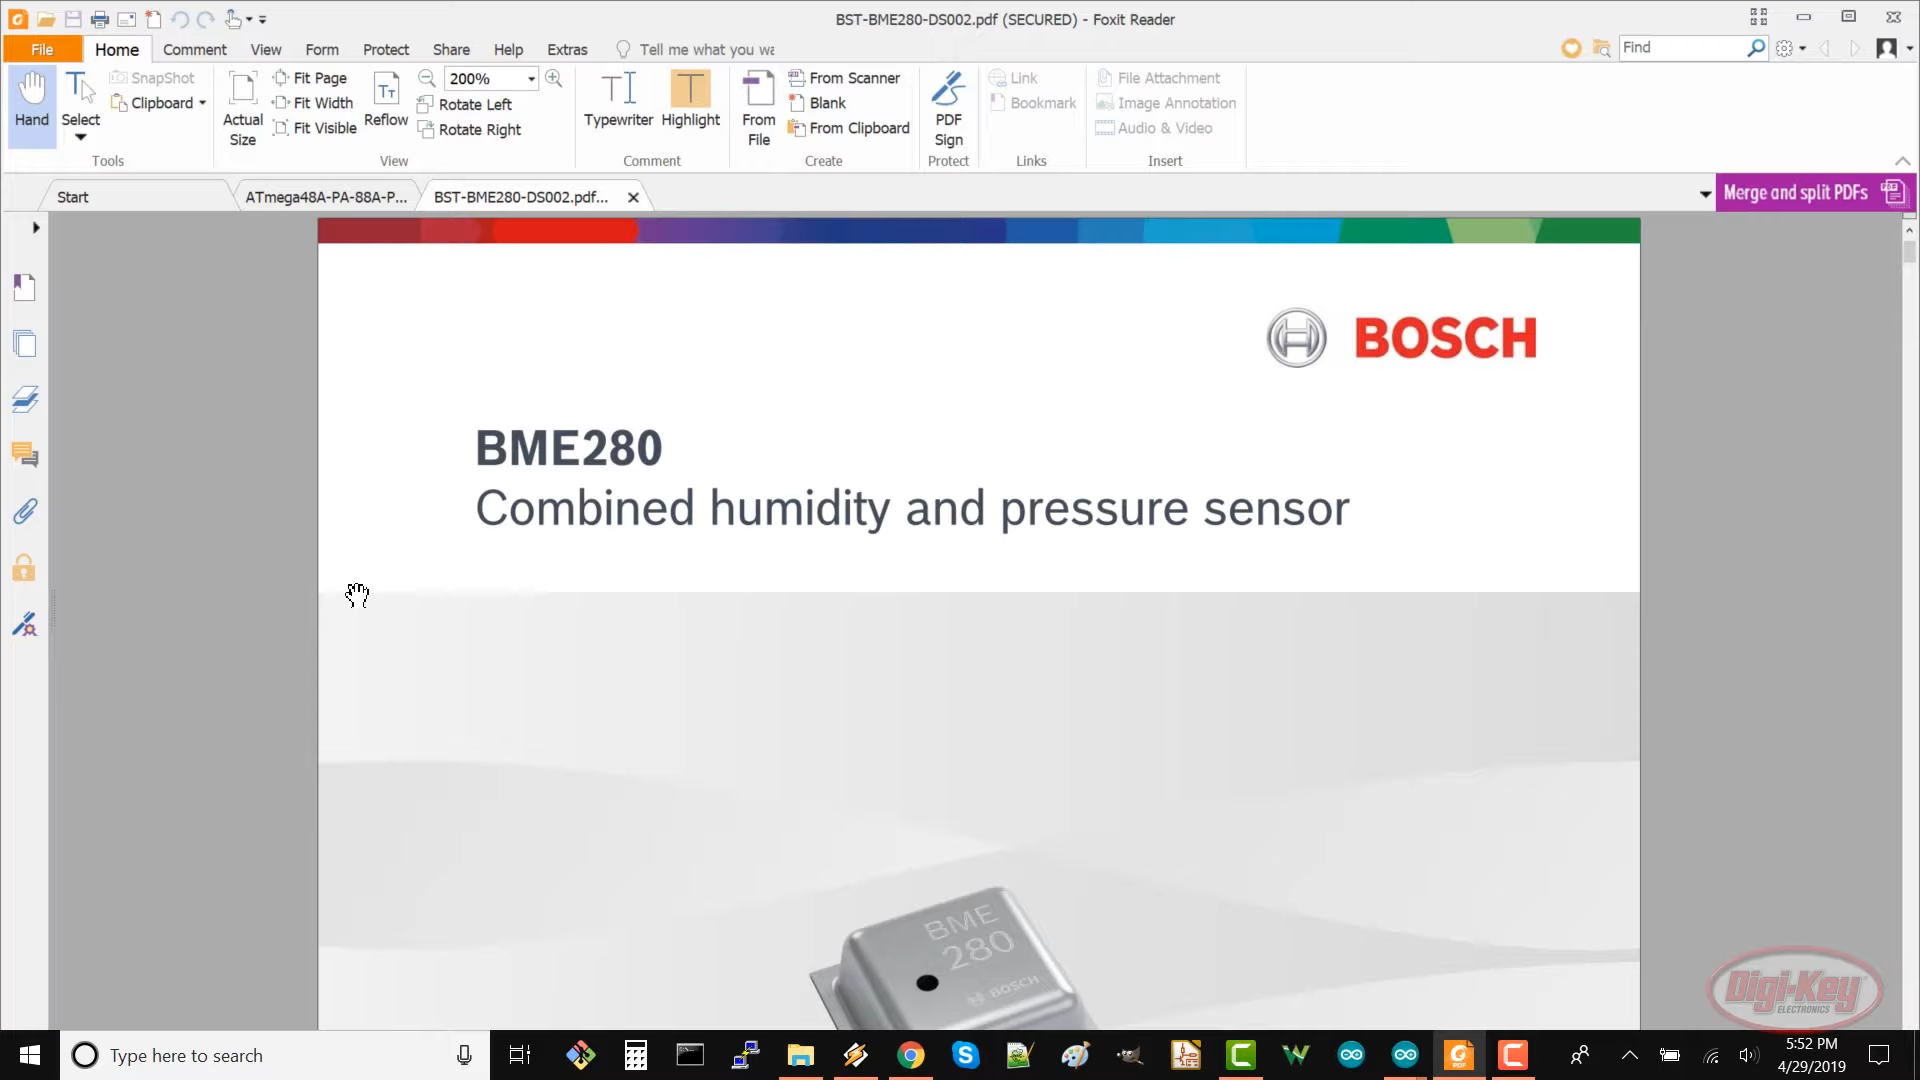 BST-BME280-DS002.pdf (SECURED) - Foxit Reader
File Home Comment View Form Protect Share Help Extras Tell me what you wa Find
Hand
Select
SnapShot
Clipboard
Tools
Actual
Size
Fit Page
Fit Width
Fit Visible
Reflow
200%
Rotate Left
Rotate Right
View
Typewriter
Highlight
Comment
From
File
From Scanner
Blank
From Clipboard
Create
PDF
Sign
Protect
Link
Bookmark
Links
File Attachment
Image Annotation
Audio & Video
Insert
Start ATmega48A-PA-88A-P... BST-BME280-DS002.pdf... Merge and split PDFs
BOSCH
BME280
Combined humidity and pressure sensor
BME
280
BOSCH
Digi-Key
ELECTRONICS
Type here to search
5:52 PM
4/29/2019